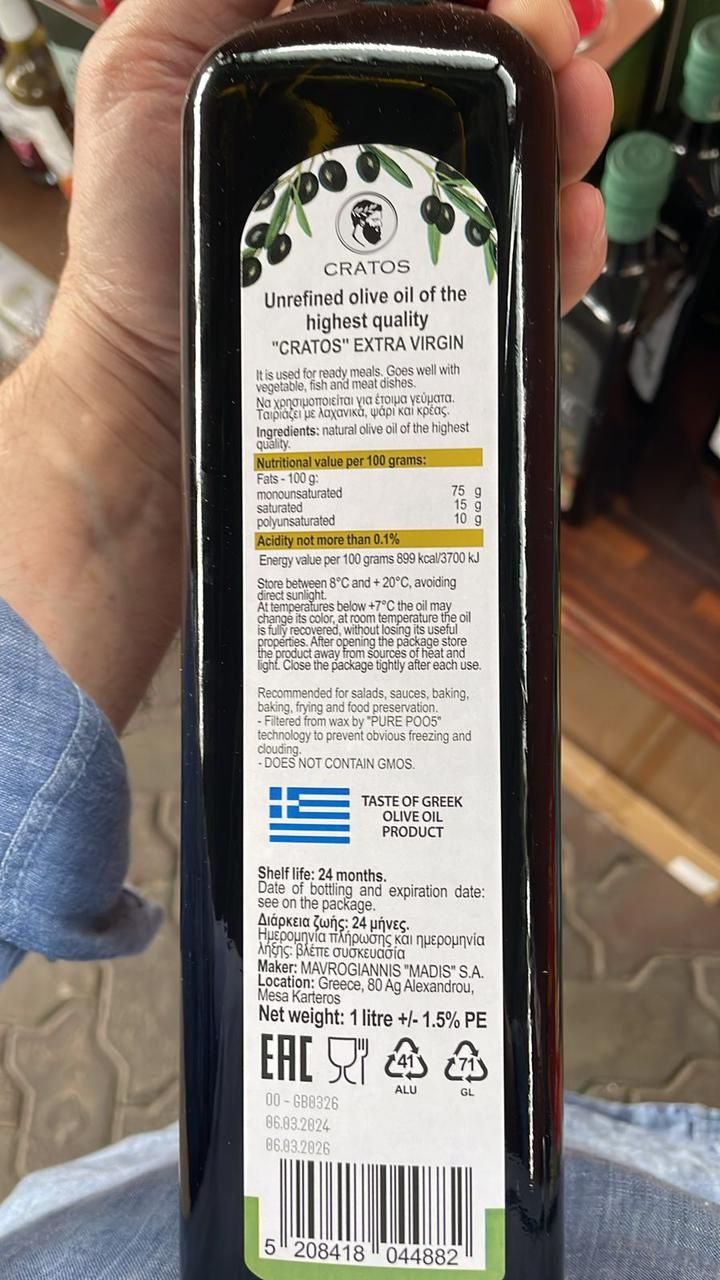 CRATOS
Unrefined olive oil of the
highest quality
"CRATOS" EXTRA VIRGIN
It is used for ready meals. Goes well with
vegetable, fish and meat dishes.
Να χρησιμοποιείται για έτοιμα γεύματα.
Ταιριάζει με λαχανικά, ψάρι και κρέας.
Ingredients: natural olive oil of the highest
quality.
Nutritional value per 100 grams:
Fats - 100 g:
monounsaturated 75 g
saturated 15 g
polyunsaturated 10 g
Acidity not more than 0.1%
Energy value per 100 grams 899 kcal/3700 kJ
Store between 8°C and + 20°C, avoiding
direct sunlight.
At temperatures below +7°C the oil may
change its color, at room temperature the oil
is fully recovered, without losing its useful
properties. After opening the package store
the product away from sources of heat and
light. Close the package tightly after each use.
Recommended for salads, sauces, baking,
baking, frying and food preservation.
- Filtered from wax by "PURE POO5"
technology to prevent obvious freezing and
clouding.
- DOES NOT CONTAIN GMOS.
TASTE OF GREEK
OLIVE OIL
PRODUCT
Shelf life: 24 months.
Date of bottling and expiration date:
see on the package.
Διάρκεια ζωής: 24 μήνες.
Ημερομηνία πλήρωσης και ημερομηνία
λήξης: βλέπε συσκευασία
Maker: MAVROGIANNIS "MADIS" S.A.
Location: Greece, 80 Ag Alexandrou,
Mesa Karteros
Net weight: 1 litre +/- 1.5% PE
EAC 41 71
ALU GL
OO - GB0326
06.03.2024
06.03.2026
5 208418 044882